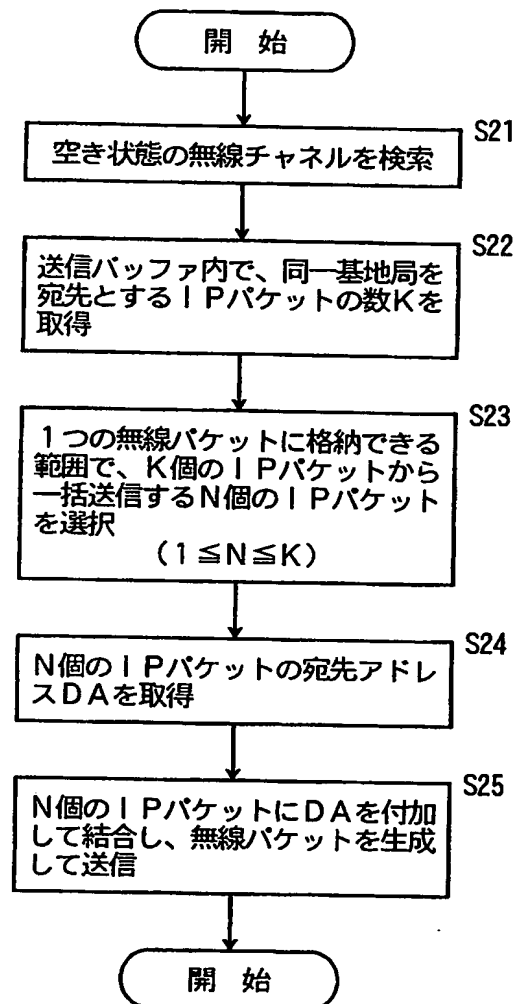 開 始
S21
空き状態の無線チャネルを検索
S22
送信バッファ内で、同一基地局を
宛先とするIPパケットの数Kを
取得
S23
1つの無線パケットに格納できる
範囲で、K個のIPパケットから
一括送信するN個のIPパケット
を選択
(1≦N≦K)
S24
N個のIPパケットの宛先アドレ
スDAを取得
S25
N個のIPパケットにDAを付加
して結合し、無線パケットを生成
して送信
開 始